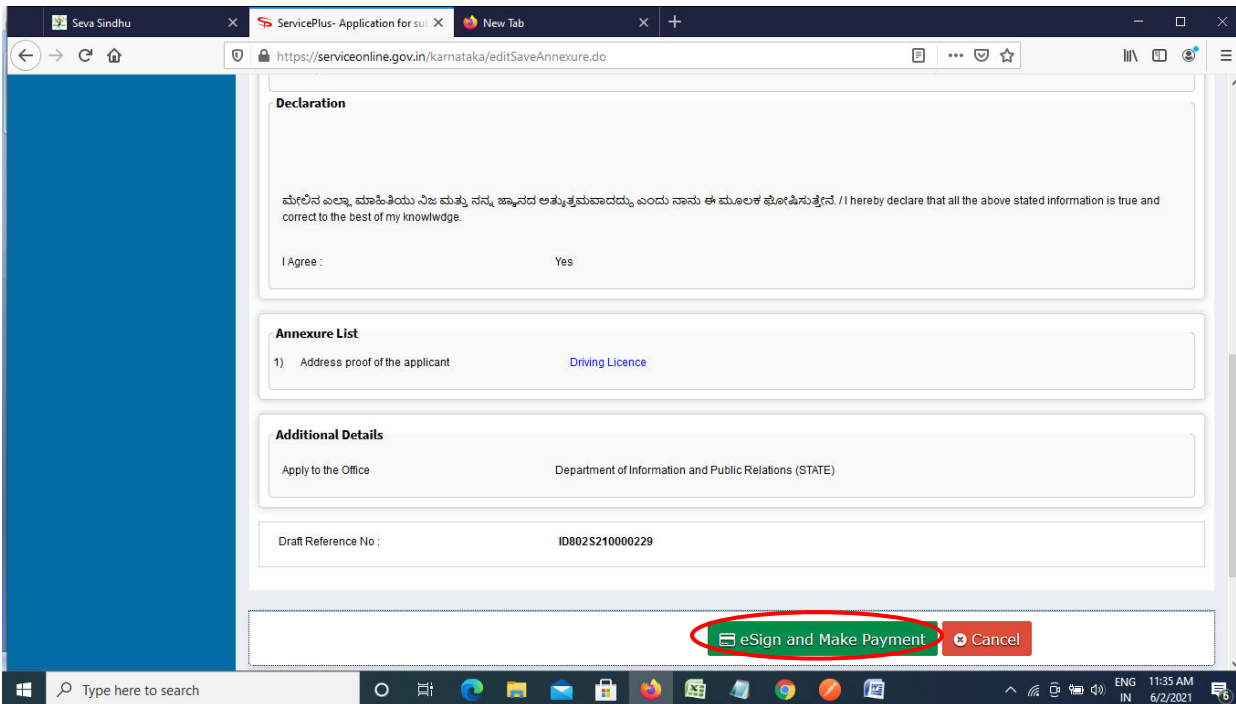 Seva Sindhu
ServicePlus- Application for sul
New Tab
https://serviceonline.gov.in/karnataka/editSaveAnnexure.do
Declaration
ಮೇಲಿನ ಎಲ್ಲಾ ಮಾಹಿತಿಯು ನಿಜ ಮತ್ತು ನನ್ನ ಜ್ಞಾನದ ಅತ್ಯುತ್ತಮವಾದದ್ದು ಎಂದು ನಾನು ಈ ಮೂಲಕ ಘೋಷಿಸುತ್ತೇನೆ. / I hereby declare that all the above stated information is true and
correct to the best of my knowlwdge.
I Agree : Yes
Annexure List
1) Address proof of the applicant Driving Licence
Additional Details
Apply to the Office Department of Information and Public Relations (STATE)
Draft Reference No : ID802S210000229
eSign and Make Payment Cancel
Type here to search
ENG 11:35 AM
IN 6/2/2021
6